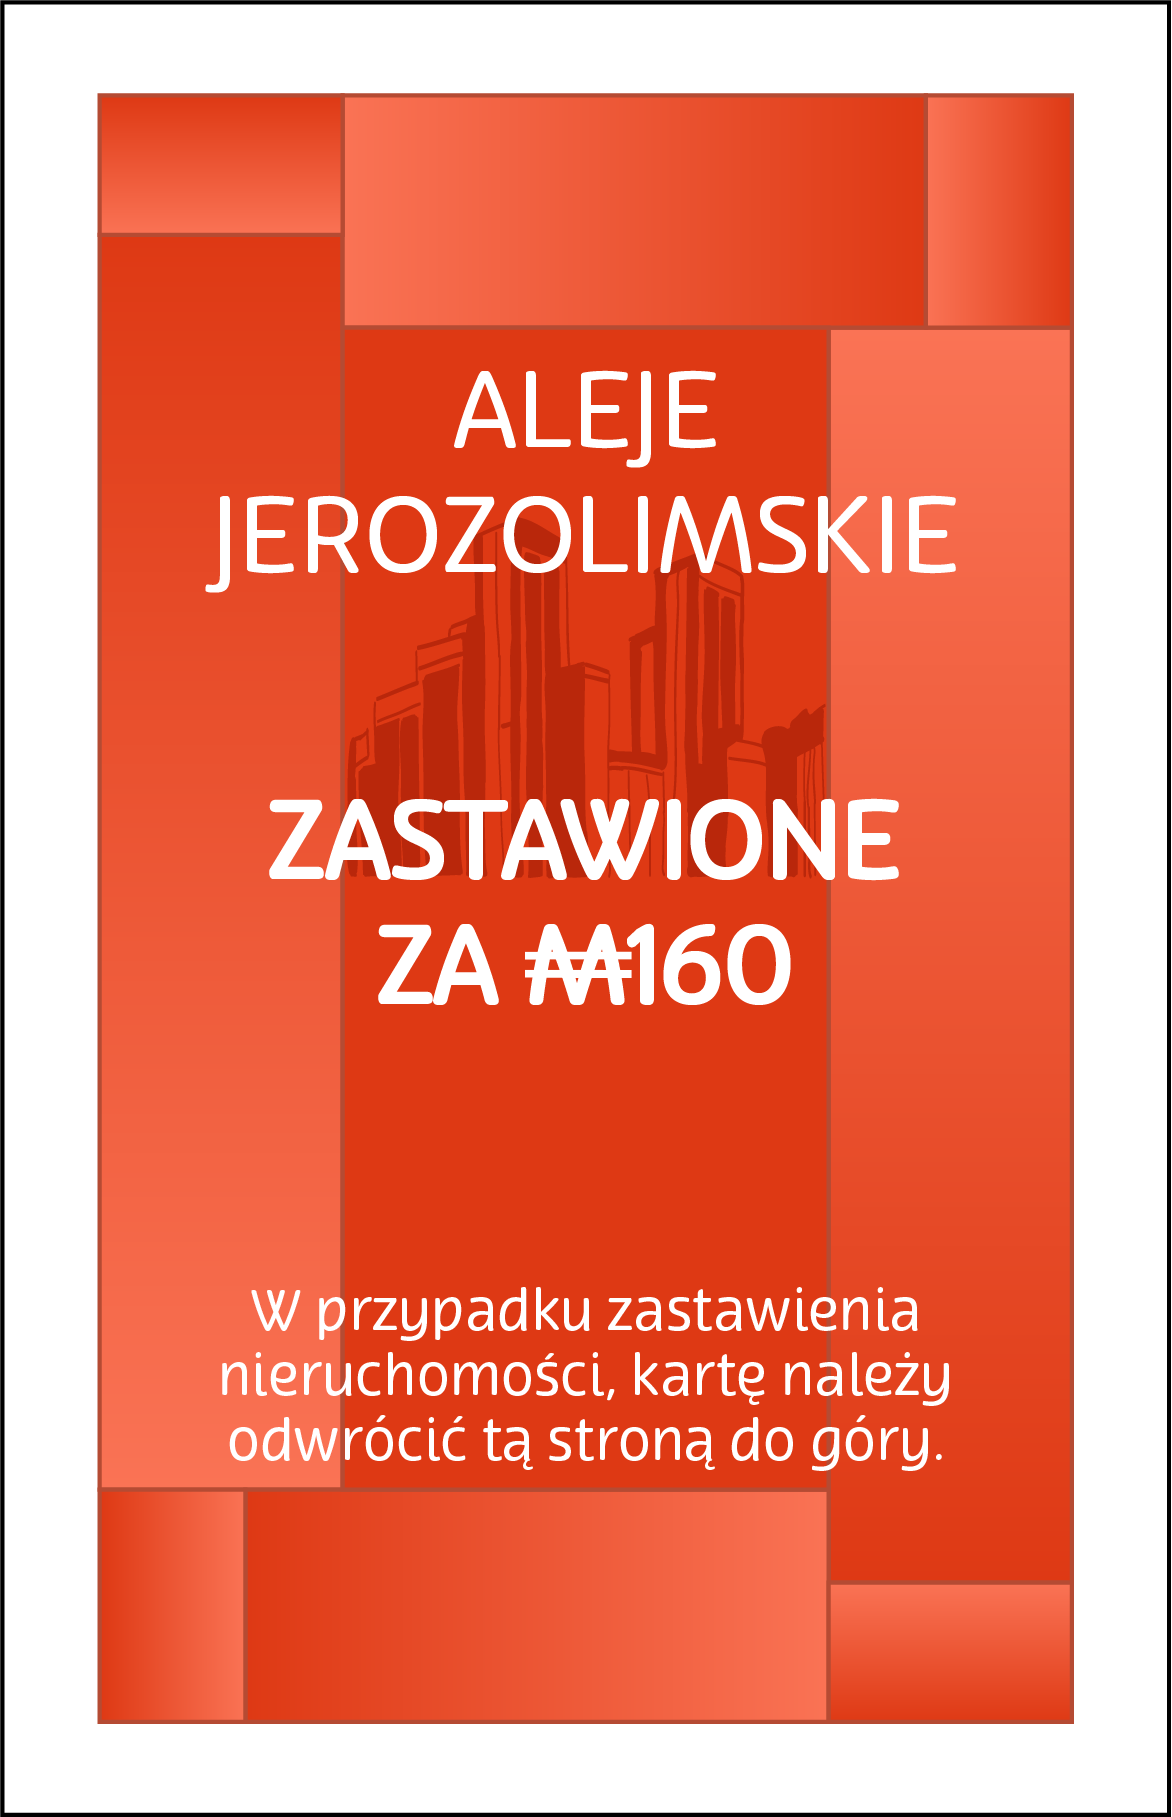 ALEJE
JEROZOLIMSKIE
ZASTAWIONE
ZA ₩160
W przypadku zastawienia
nieruchomości, kartę należy
odwrócić tą stroną do góry.